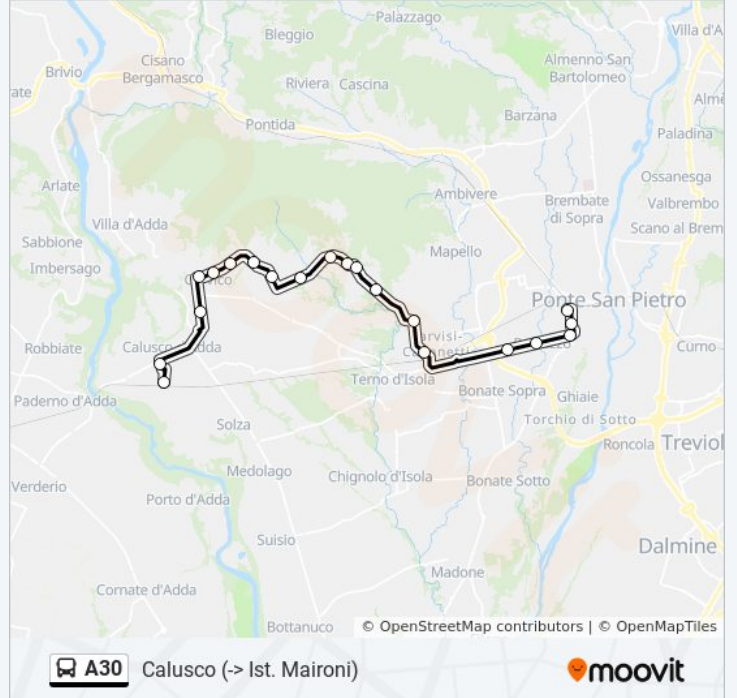 Palazzago
Bleggio
Villa d'A
Cisano
Bergamasco
Almenno San
Bartolomeo
Brivio
Riviera
Cascina
Almè
Barzana
Pontida
Paladina
Ossanesga
Arlate
Ambivere
Brembate
di Sopra
Valbrembo
Villa d'Adda
Scano al Brem
Sabbione
Mapello
Imbersago
Ponte San Pietro
Robbiate
Calusco
Cumo
Terno d'Isola
Bonate Sopra
Paderno d'Adda
Ghiaie
Torchio di Sotto
Solza
Roncola
Treviol
Medolago
Chignolo d'Isola
Bonate Sotto
Verderio
Porto d'Adda
Suisio
Dalmine
Madone
Cornate d'Adda
Bottanuco
© OpenStreetMap contributors | © OpenMapTiles
A30
Calusco (-> Ist. Maironi)
moovit